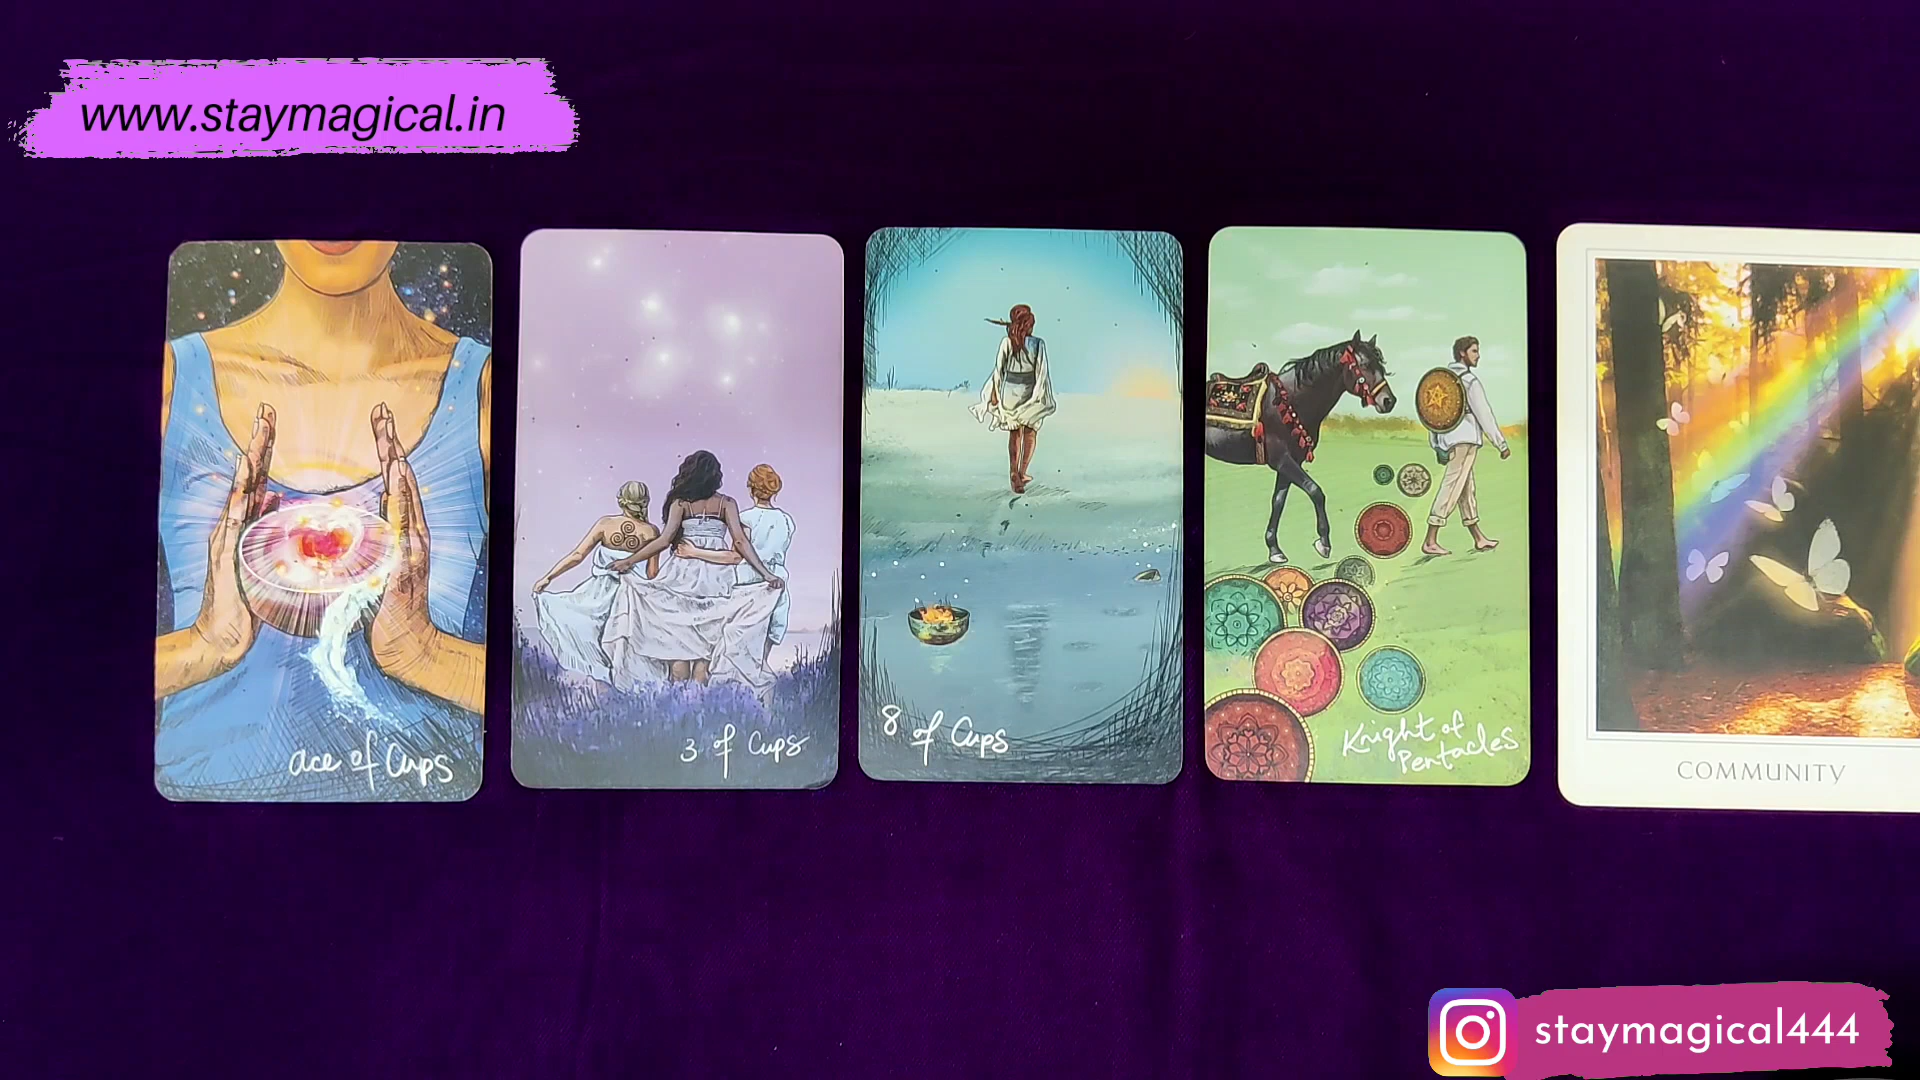 www.staymagical.in
ace of Cups
3 of Cups
8 of Cups
Knight of
Pentacles
COMMUNITY
staymagical444